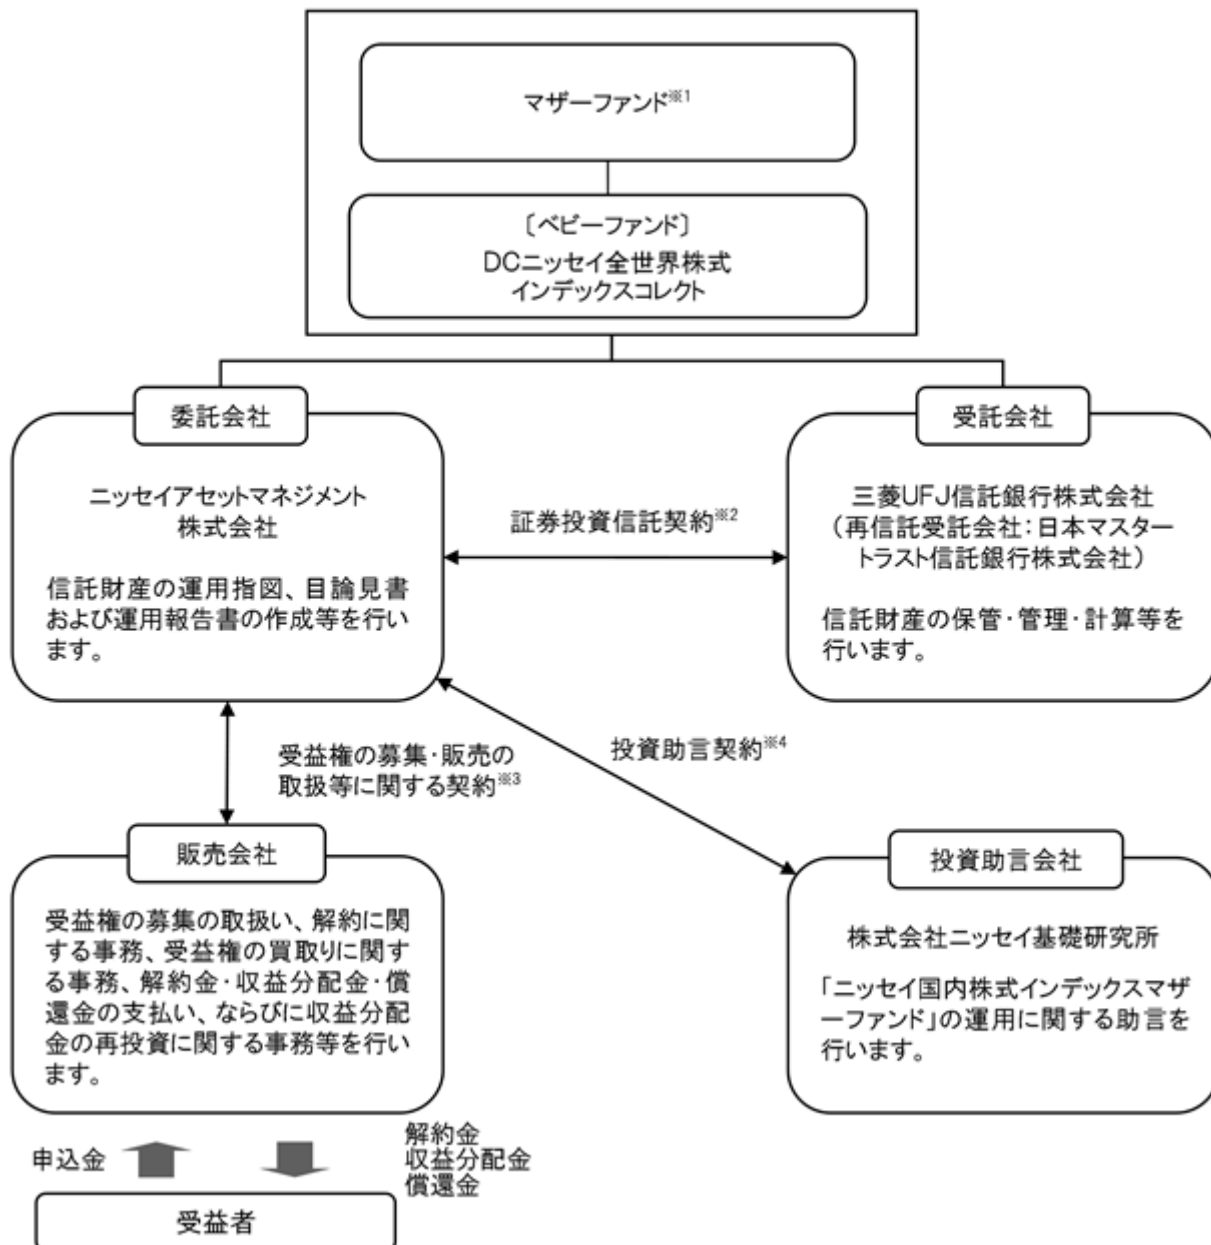 マザーファンド※1
〔ベビーファンド〕
DCニッセイ全世界株式
インデックスコレクト
委託会社
ニッセイアセットマネジメント
株式会社
信託財産の運用指図、目論見書
および運用報告書の作成等を行い
ます。
証券投資信託契約※2
受託会社
三菱UFJ信託銀行株式会社
（再信託受託会社：日本マスター
トラスト信託銀行株式会社）
信託財産の保管・管理・計算等を
行います。
受益権の募集・販売の
取扱等に関する契約※3
投資助言契約※4
販売会社
受益権の募集の取扱い、解約に関
する事務、受益権の買取りに関す
る事務、解約金・収益分配金・償
還金の支払い、ならびに収益分配
金の再投資に関する事務等を行い
ます。
投資助言会社
株式会社ニッセイ基礎研究所
「ニッセイ国内株式インデックスマザ
ーファンド」の運用に関する助言を
行います。
申込金
解約金
収益分配金
償還金
受益者